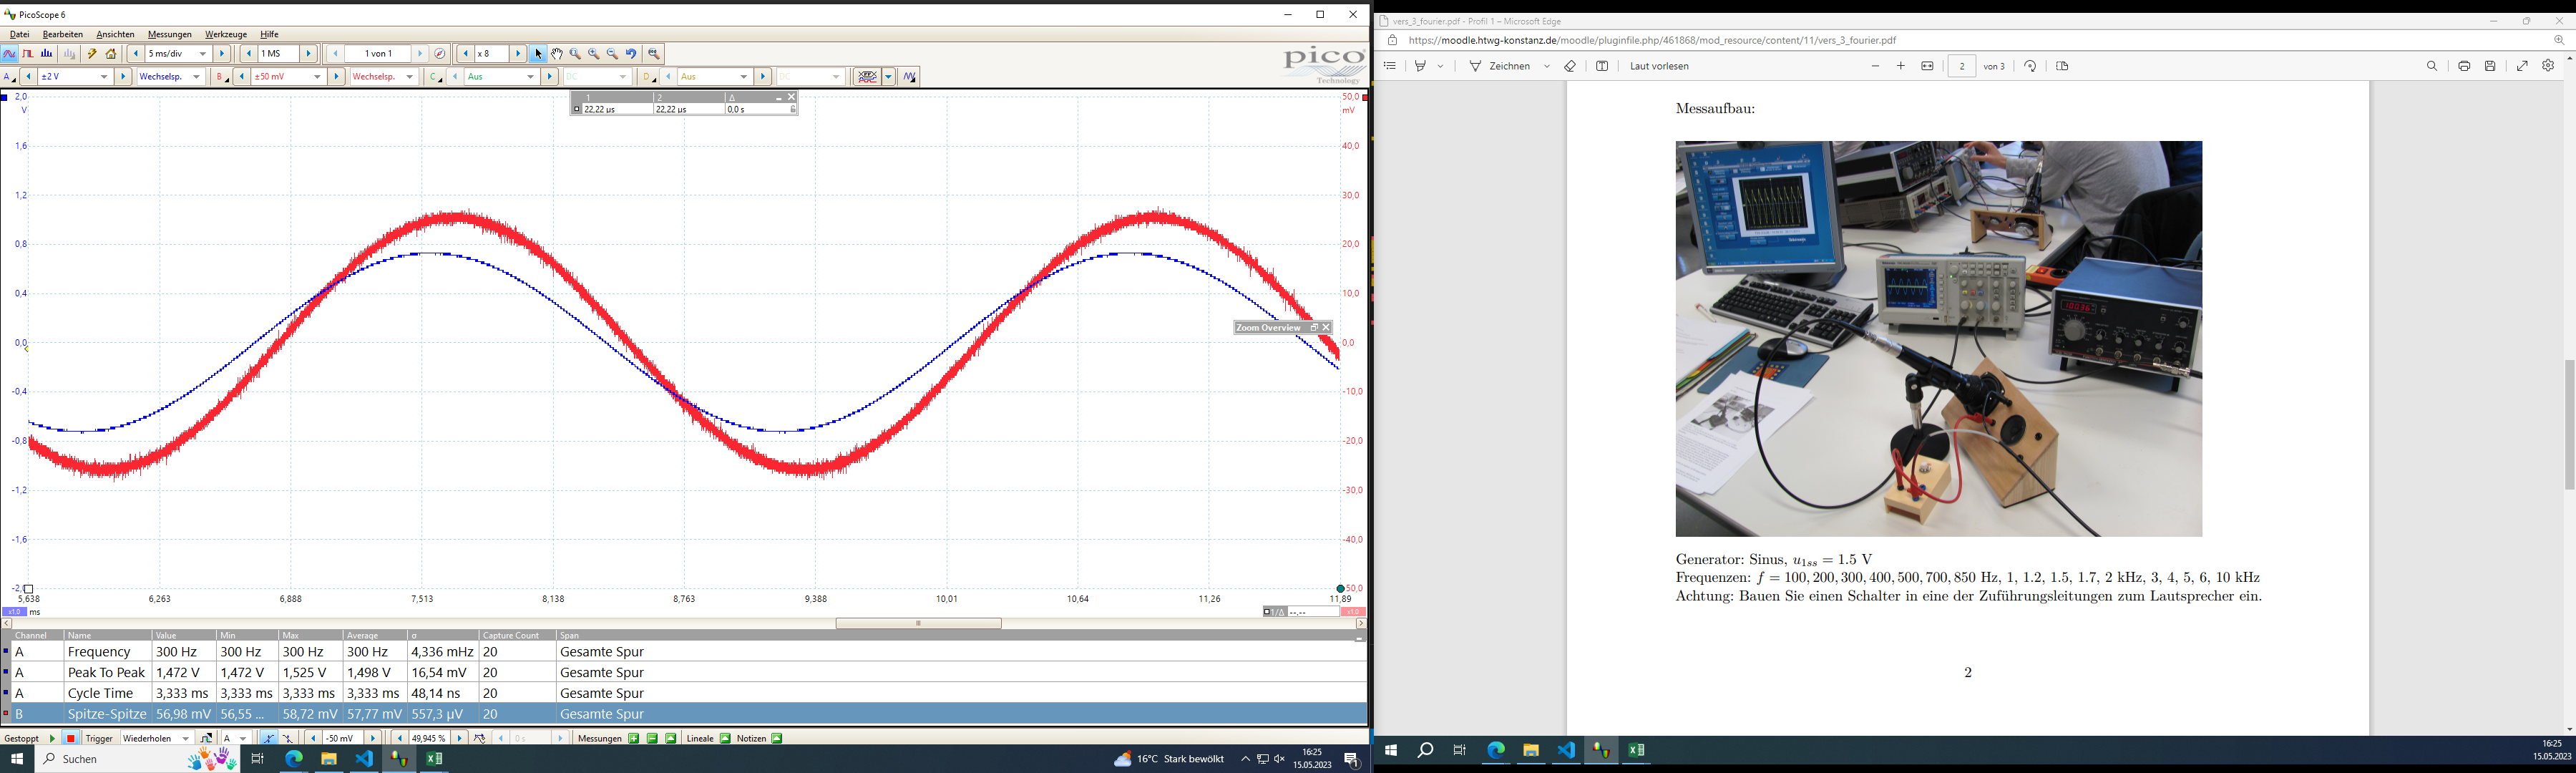 PicoScope 6
Datei Bearbeiten Ansichten Messungen Werkzeuge Hilfe
5 ms/div 1 MS 1 von 1 x 8
A ±2 V Wechselsp. B ±50 mV Wechselsp. C Aus DC D Aus DC
pico
Technology
1 2 Δ
22,22 µs 22,22 µs 0,0 s
2,0 50,0
V mV
1,6 40,0
1,2 30,0
0,8 20,0
0,4 10,0
Zoom Overview
0,0 0,0
-0,4 -10,0
-0,8 -20,0
-1,2 -30,0
-1,6 -40,0
-2,0 -50,0
5,638 6,263 6,888 7,513 8,138 8,763 9,388 10,01 10,64 11,26 11,89
x1,0 ms 1/Δ --,-- x1,0
Channel Name Value Min Max Average σ Capture Count Span
A Frequency 300 Hz 300 Hz 300 Hz 300 Hz 4,336 mHz 20 Gesamte Spur
A Peak To Peak 1,472 V 1,472 V 1,525 V 1,498 V 16,54 mV 20 Gesamte Spur
A Cycle Time 3,333 ms 3,333 ms 3,333 ms 3,333 ms 48,14 ns 20 Gesamte Spur
B Spitze-Spitze 56,98 mV 56,55 ... 58,72 mV 57,77 mV 557,3 µV 20 Gesamte Spur
Gestoppt Trigger Wiederholen A -50 mV 49,945 % 0 s Messungen Lineale Notizen
Suchen 16°C Stark bewölkt 16:25
15.05.2023
vers_3_fourier.pdf - Profil 1 – Microsoft Edge
https://moodle.htwg-konstanz.de/moodle/pluginfile.php/461868/mod_resource/content/11/vers_3_fourier.pdf
Zeichnen Laut vorlesen 2 von 3
Messaufbau:
Tektronix
Generator: Sinus, u1ss = 1.5 V
Frequenzen: f = 100, 200, 300, 400, 500, 700, 850 Hz, 1, 1.2, 1.5, 1.7, 2 kHz, 3, 4, 5, 6, 10 kHz
Achtung: Bauen Sie einen Schalter in eine der Zuführungsleitungen zum Lautsprecher ein.
2
16:25
15.05.2023